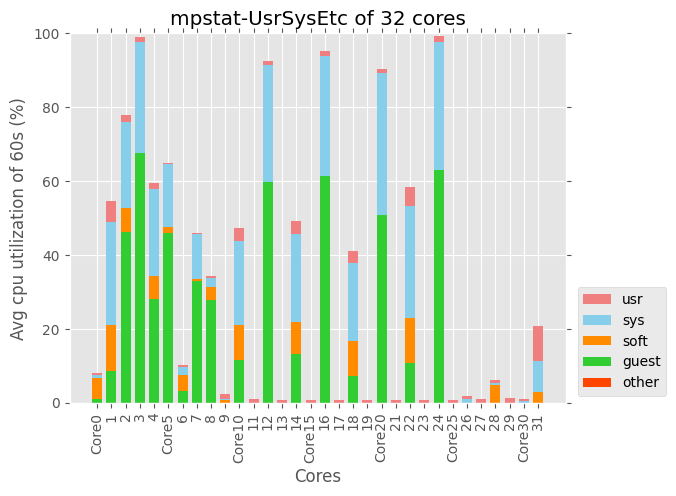 mpstat-UsrSysEtc of 32 cores
Avg cpu utilization of 60s (%)
100
80
60
40
20
0
usr
sys
soft
guest
other
Core0
1
2
3
4
Core5
6
7
8
9
Core10
11
12
13
14
Core15
16
17
18
19
Core20
21
22
23
24
Core25
26
27
28
29
Core30
31
Cores